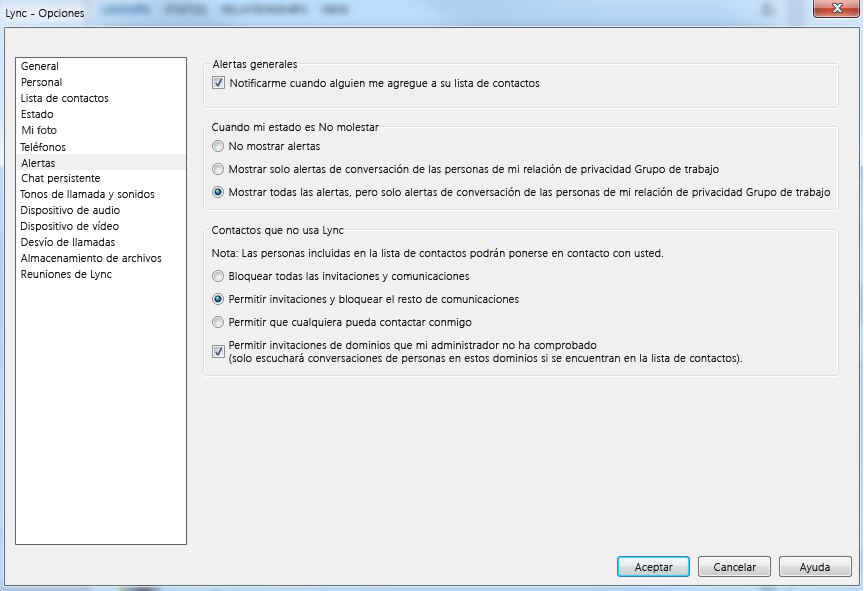 Lync - Opciones
GROUPS STATUS RELATIONSHIPS NEW
General
Personal
Lista de contactos
Estado
Mi foto
Teléfonos
Alertas
Chat persistente
Tonos de llamada y sonidos
Dispositivo de audio
Dispositivo de vídeo
Desvío de llamadas
Almacenamiento de archivos
Reuniones de Lync
Alertas generales
Notificarme cuando alguien me agregue a su lista de contactos
Cuando mi estado es No molestar
No mostrar alertas
Mostrar solo alertas de conversación de las personas de mi relación de privacidad Grupo de trabajo
Mostrar todas las alertas, pero solo alertas de conversación de las personas de mi relación de privacidad Grupo de trabajo
Contactos que no usa Lync
Nota: Las personas incluidas en la lista de contactos podrán ponerse en contacto con usted.
Bloquear todas las invitaciones y comunicaciones
Permitir invitaciones y bloquear el resto de comunicaciones
Permitir que cualquiera pueda contactar conmigo
Permitir invitaciones de dominios que mi administrador no ha comprobado
(solo escuchará conversaciones de personas en estos dominios si se encuentran en la lista de contactos).
Aceptar
Cancelar
Ayuda